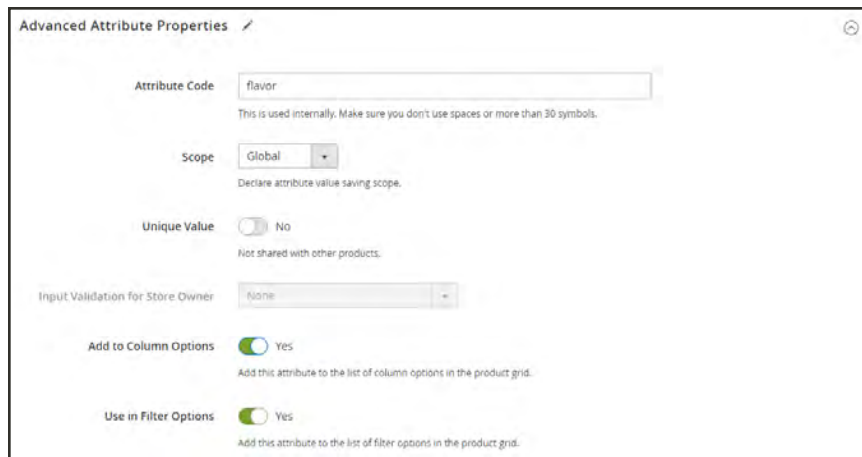 Advanced Attribute Properties
Attribute Code
flavor
This is used internally. Make sure you don't use spaces or more than 30 symbols.
Scope
Global
Declare attribute value saving scope.
Unique Value
No
Not shared with other products.
Input Validation for Store Owner
None
Add to Column Options
Yes
Add this attribute to the list of column options in the product grid.
Use in Filter Options
Yes
Add this attribute to the list of filter options in the product grid.